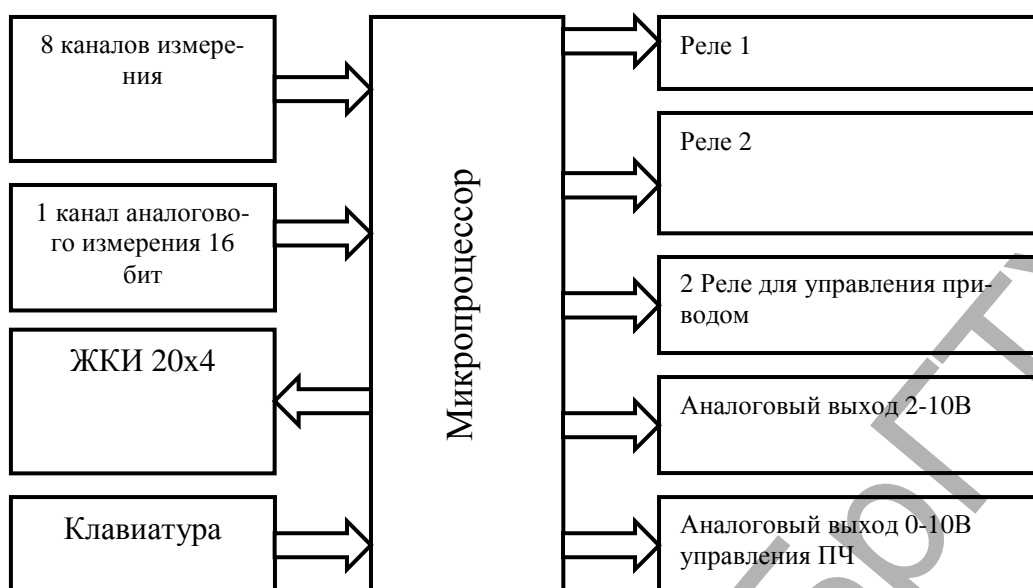 8 каналов измере-
ния
1 канал аналогово-
го измерения 16
бит
ЖКИ 20x4
Клавиатура
Микропроцессор
Реле 1
Реле 2
2 Реле для управления при-
водом
Аналоговый выход 2-10В
Аналоговый выход 0-10В
управления ПЧ